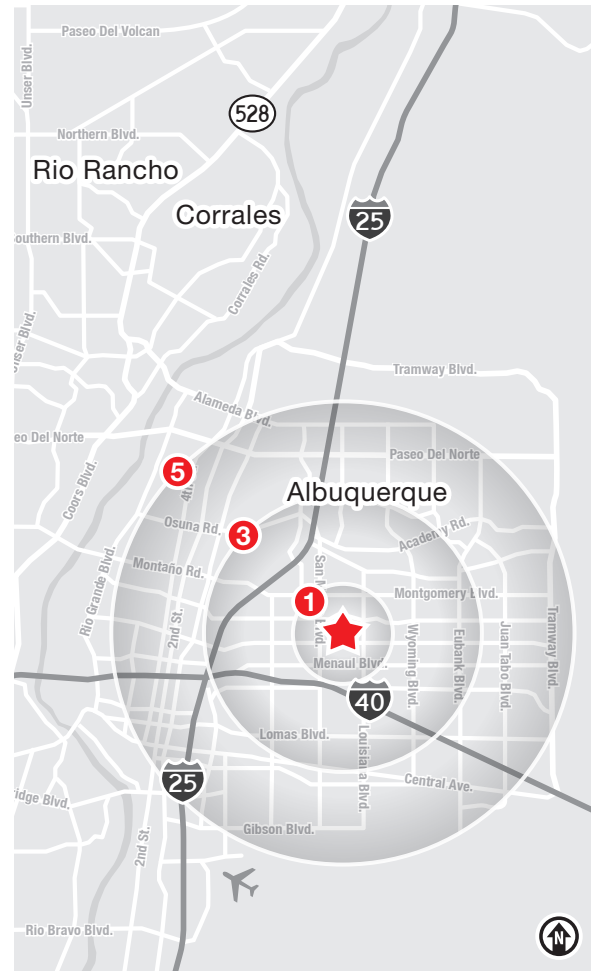 Paseo Del Volcan
Unser Blvd.
528
Northern Blvd.
Rio Rancho
Corrales
25
outhern Blvd.
Corrales Rd.
nser Blvd.
Tramway Blvd.
Alameda Blvd.
eo Del Norte
Paseo Del Norte
5
4th
Coors Blvd.
Albuquerque
Osuna Rd.
3
Academy Rd.
Montaño Rd.
San M
Blvd.
1
Montgomery Blvd.
Rio Grande Blvd.
2nd St.
Wyoming Blvd.
Eubank Blvd.
Juan Tabo Blvd.
Tramway Blvd.
Menaul Blvd.
40
Lomas Blvd.
Louisiana Blvd.
25
Central Ave.
ridge Blvd.
2nd St.
Gibson Blvd.
Rio Bravo Blvd.
N